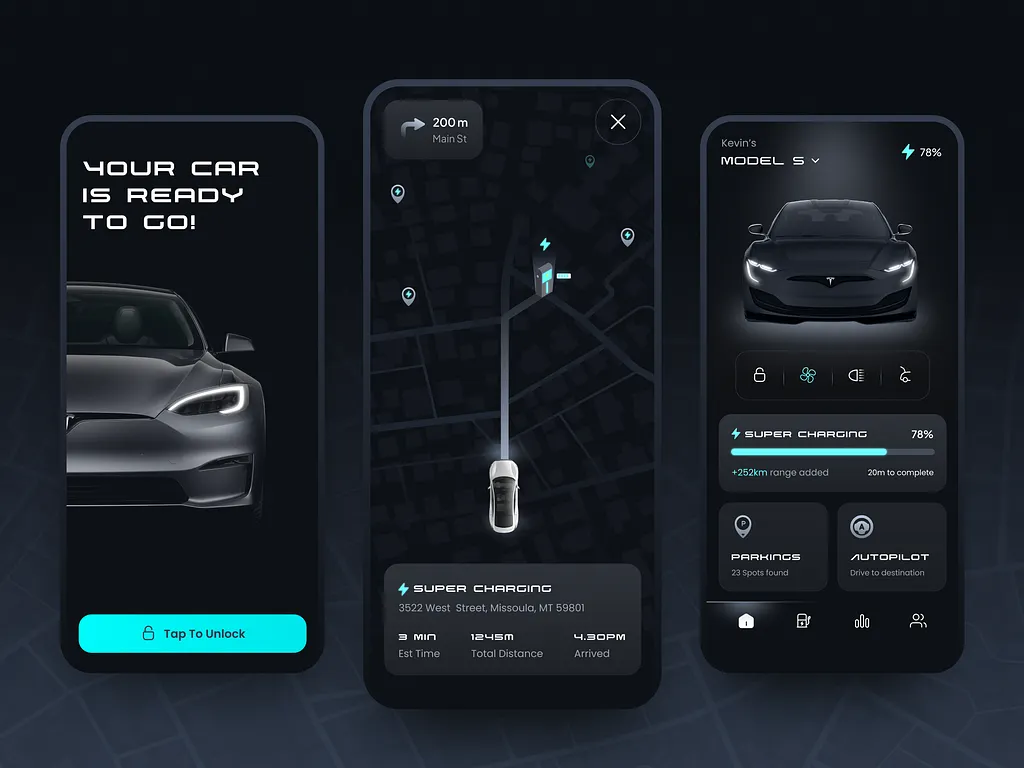 YOUR CAR
IS READY
TO GO!
Tap To Unlock
200 m
Main St
SUPER CHARGING
3522 West Street, Missoula, MT 59801
3 MIN
1245M
4.30PM
Est Time
Total Distance
Arrived
Kevin's
MODEL S
78%
SUPER CHARGING
78%
+252km range added
20m to complete
P
A
PARKINGS
AUTOPILOT
23 Spots found
Drive to destination